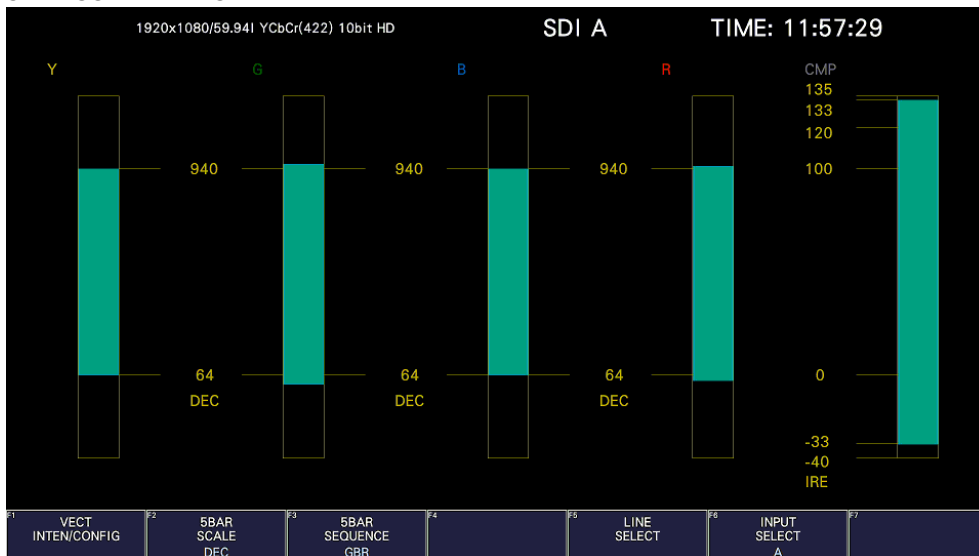 1920x1080/59.94I YCbCr(422) 10bit HD SDI A TIME: 11:57:29
Y G B R CMP
135
133
120
940 940 940 100
64 64 64 0
DEC DEC DEC
-33
-40
IRE
F1 VECT INTEN/CONFIG
F2 5BAR SCALE DEC
F3 5BAR SEQUENCE GBR
F4
F5 LINE SELECT
F6 INPUT SELECT A
F7